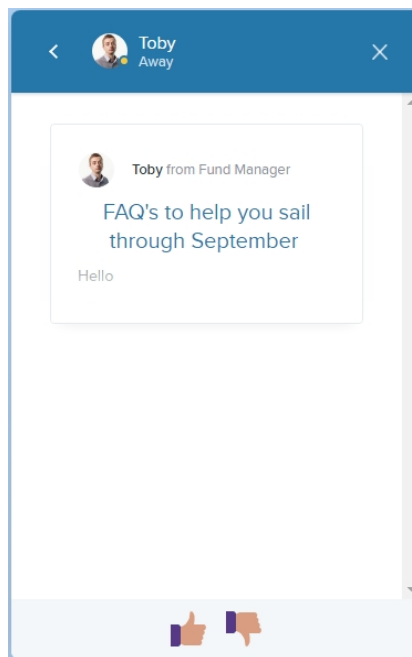 Toby
Away
Toby from Fund Manager
FAQ's to help you sail
through September
Hello